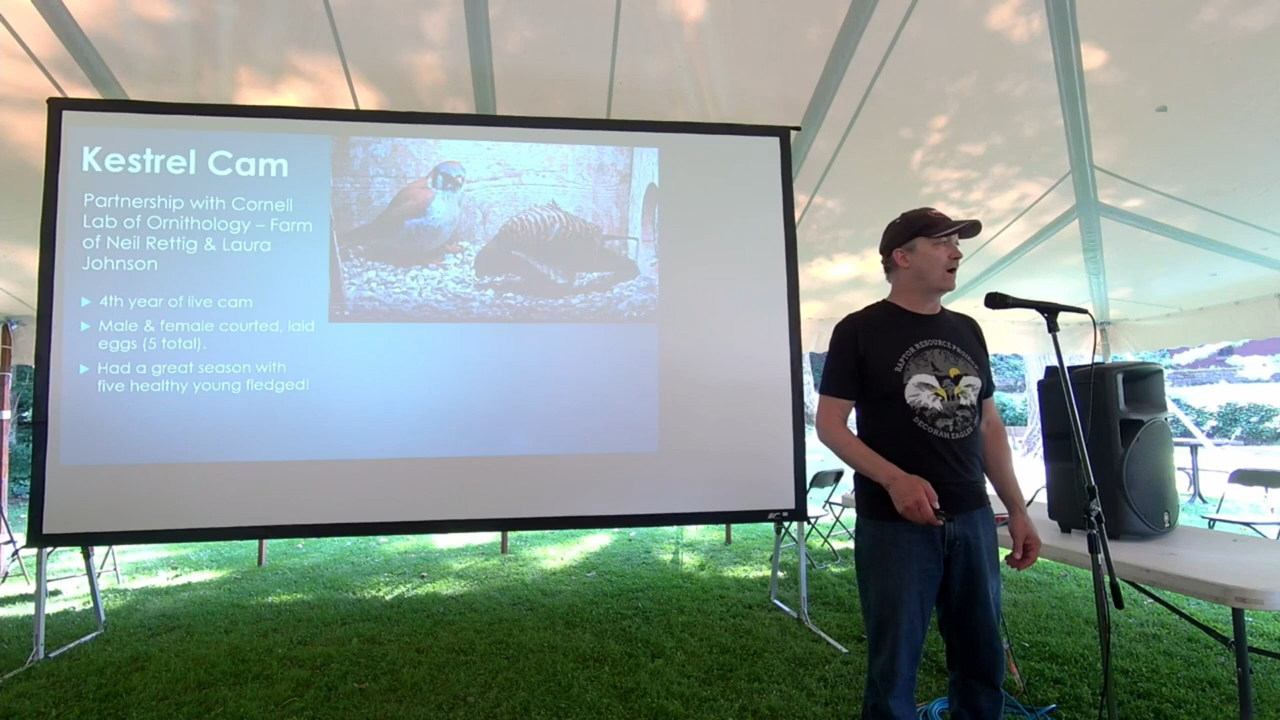 Kestrel Cam
Partnership with Cornell
Lab of Ornithology – Farm
of Neil Rettig & Laura
Johnson
4th year of live cam
Male & female courted, laid
eggs (5 total).
Had a great season with
five healthy young fledged!
RAPTOR RESOURCE PROJECT
DECORAH EAGLES